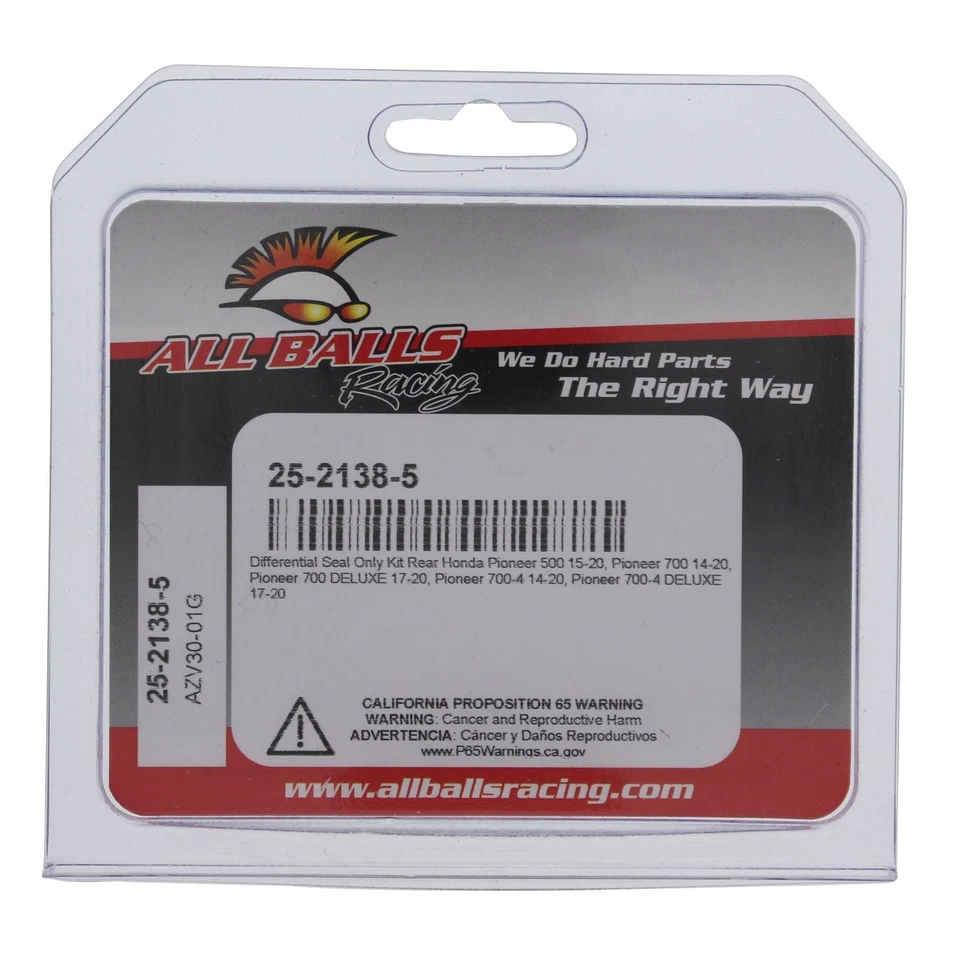 ALL BALLS
Racing
We Do Hard Parts
The Right Way
25-2138-5
Differential Seal Only Kit Rear Honda Pioneer 500 15-20, Pioneer 700 14-20,
Pioneer 700 DELUXE 17-20, Pioneer 700-4 14-20, Pioneer 700-4 DELUXE
17-20
25-2138-5
AZV30-01G
CALIFORNIA PROPOSITION 65 WARNING
WARNING: Cancer and Reproductive Harm
ADVERTENCIA: Cáncer y Daños Reproductivos
www.P65Warnings.ca.gov
www.allballsracing.com